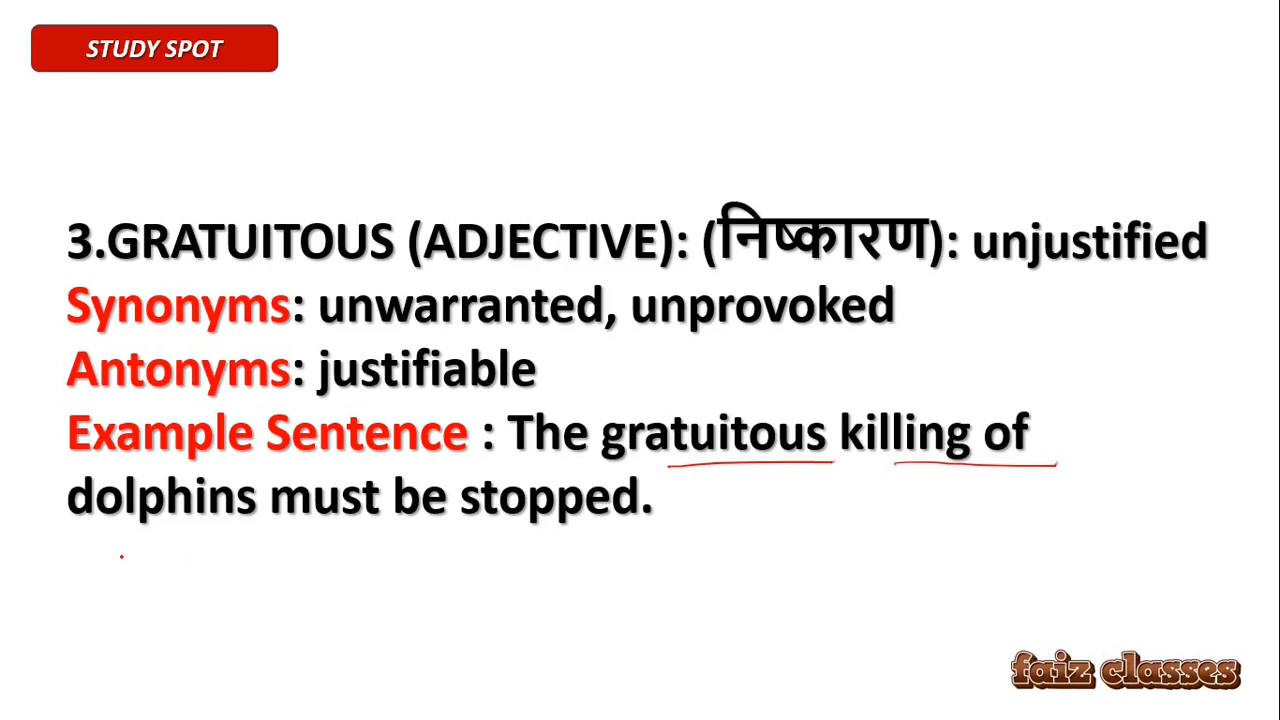 STUDY SPOT
3.GRATUITOUS (ADJECTIVE): (निष्कारण): unjustified
Synonyms: unwarranted, unprovoked
Antonyms: justifiable
Example Sentence : The gratuitous killing of
dolphins must be stopped.
faiz classes